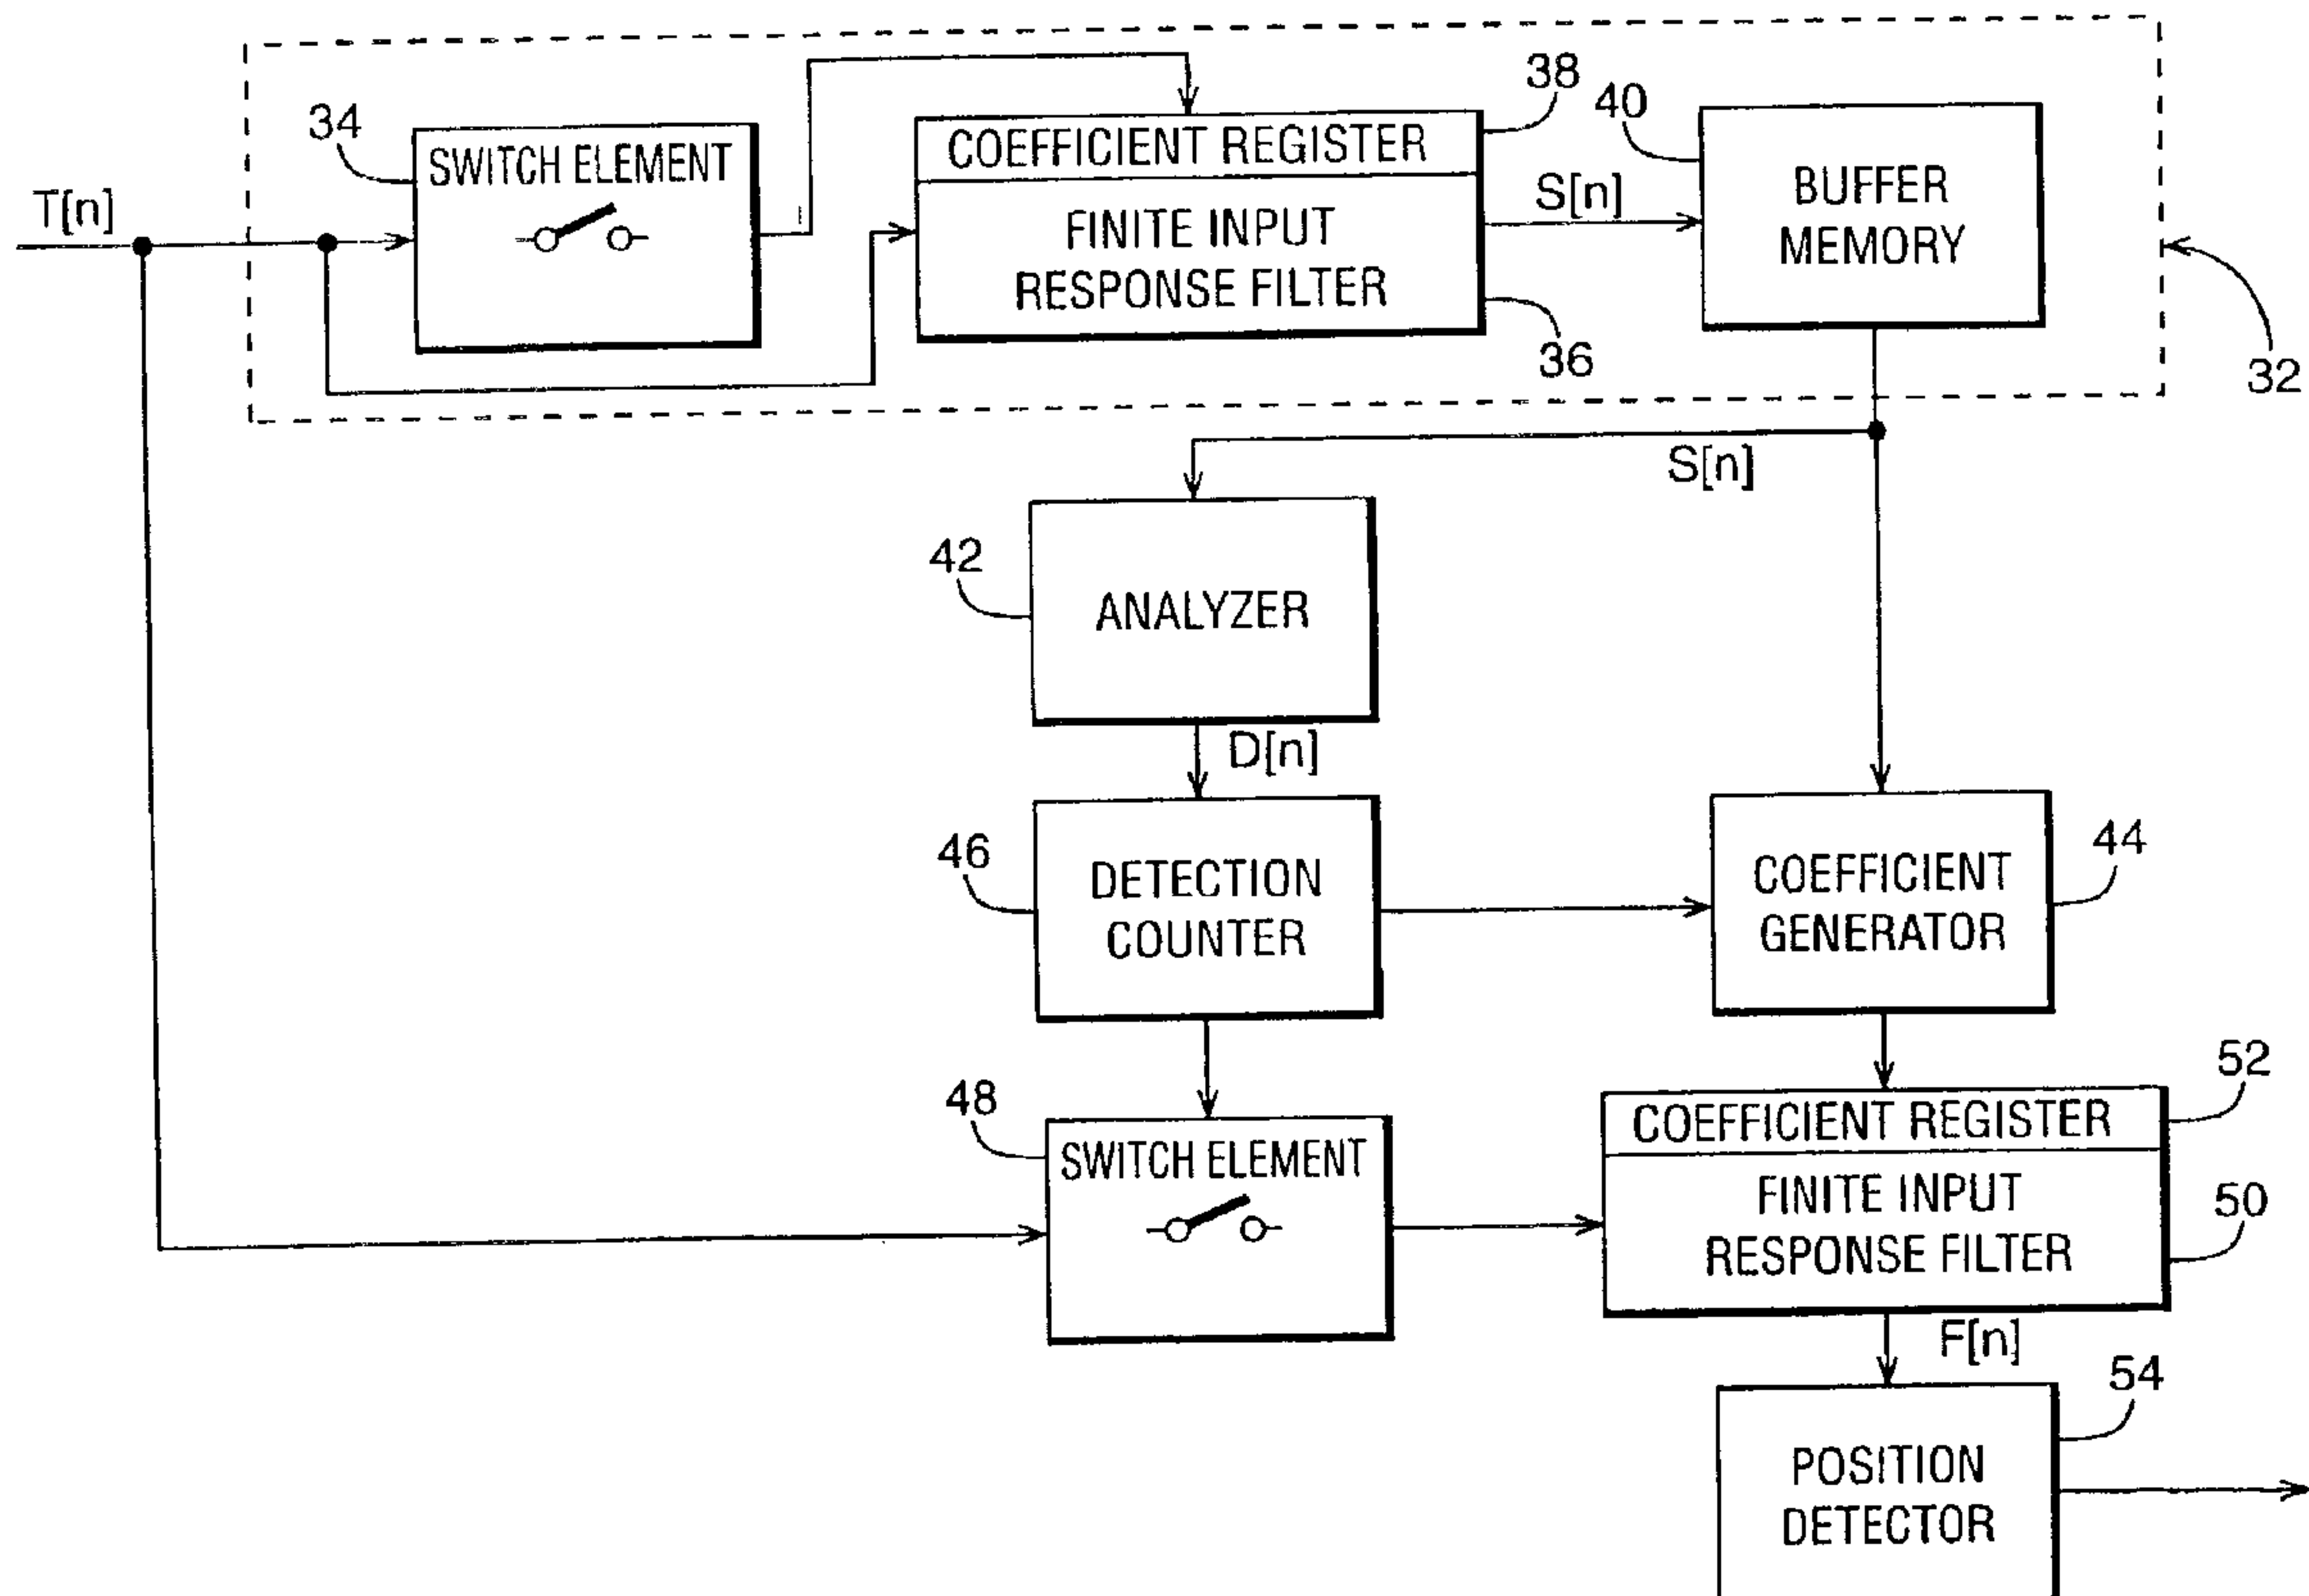 38
34
40
SWITCH ELEMENT
COEFFICIENT REGISTER
T[n]
FINITE INPUT
RESPONSE FILTER
S[n]
BUFFER
MEMORY
36
32
S[n]
42
ANALYZER
D[n]
46
DETECTION
COUNTER
COEFFICIENT
GENERATOR
44
48
SWITCH ELEMENT
52
COEFFICIENT REGISTER
FINITE INPUT
RESPONSE FILTER
50
F[n]
54
POSITION
DETECTOR